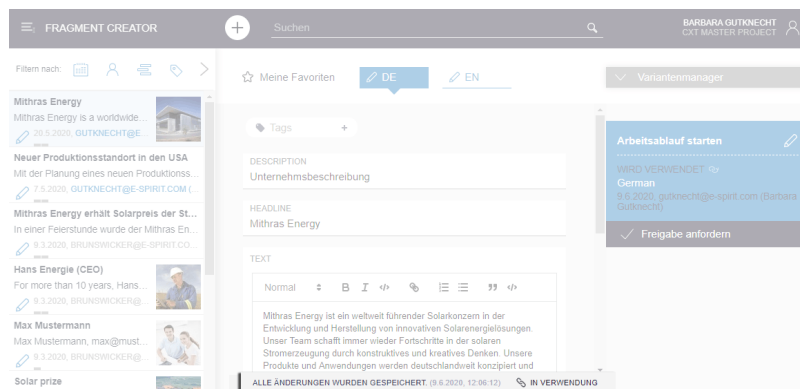 FRAGMENT CREATOR
Suchen
BARBARA GUTKNECHT
CXT MASTER PROJECT
Filtern nach:
Meine Favoriten
DE
EN
Variantenmanager
Mithras Energy
Mithras Energy is a worldwide...
20.5.2020, GUTKNECHT@E...
Neuer Produktionsstandort in den USA
Mit der Planung eines neuen Produktionss...
7.5.2020, GUTKNECHT@E-SPIRIT.COM (...
Mithras Energy erhält Solarpreis der St...
In einer Feierstunde wurde der Mithras En...
9.3.2020, BRUNSWICKER@E-SPIRIT.CO...
Hans Energie (CEO)
For more than 10 years, Hans...
9.3.2020, BRUNSWICKER@...
Max Mustermann
Max Mustermann, max@must...
9.3.2020, BRUNSWICKER@...
Solar prize
Tags +
DESCRIPTION
Unternehmsbeschreibung
HEADLINE
Mithras Energy
TEXT
Normal
Mithras Energy ist ein weltweit führender Solarkonzern in der
Entwicklung und Herstellung von innovativen Solarenergielösungen.
Unser Team schafft immer wieder Fortschritte in der solaren
Stromerzeugung durch konstruktives und kreatives Denken. Unsere
Produkte und Anwendungen werden deutschlandweit konzipiert und
ALLE ÄNDERUNGEN WURDEN GESPEICHERT. (9.6.2020, 12:06:12) IN VERWENDUNG
Arbeitsablauf starten
WIRD VERWENDET
German
9.6.2020, gutknecht@e-spirit.com (Barbara
Gutknecht)
Freigabe anfordern